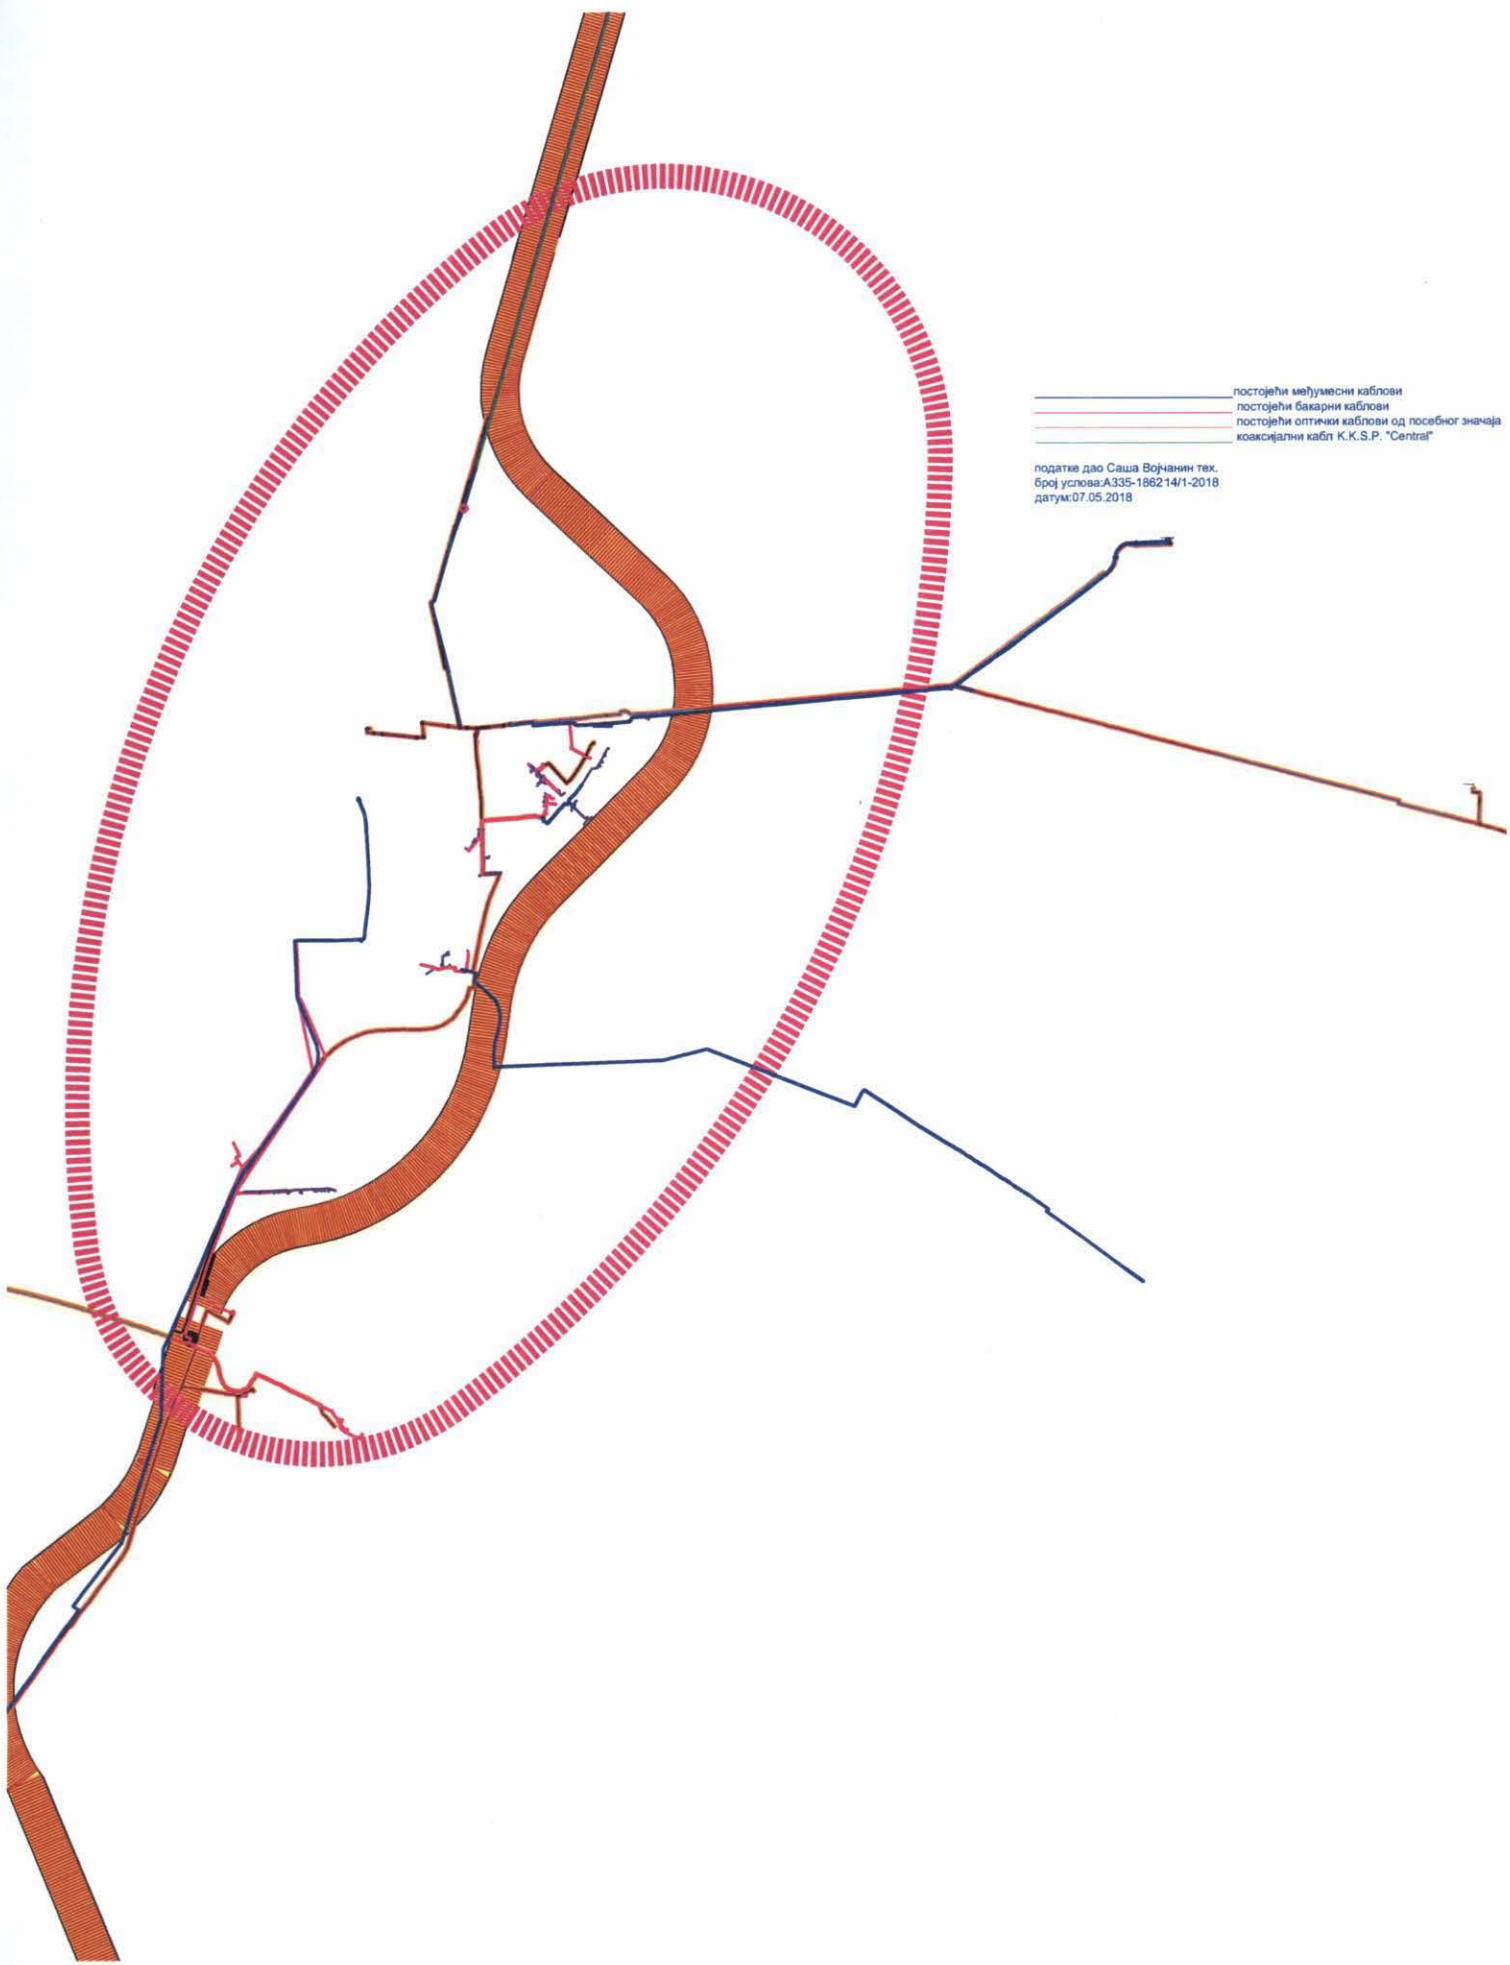 постојећи међумесни каблови
постојећи бакарни каблови
постојећи оптички каблови од посебног значаја
коаксијални кабл K.K.S.P. "Central"
податке дао Саша Војчанин тех.
број услова:А335-186214/1-2018
датум:07.05.2018